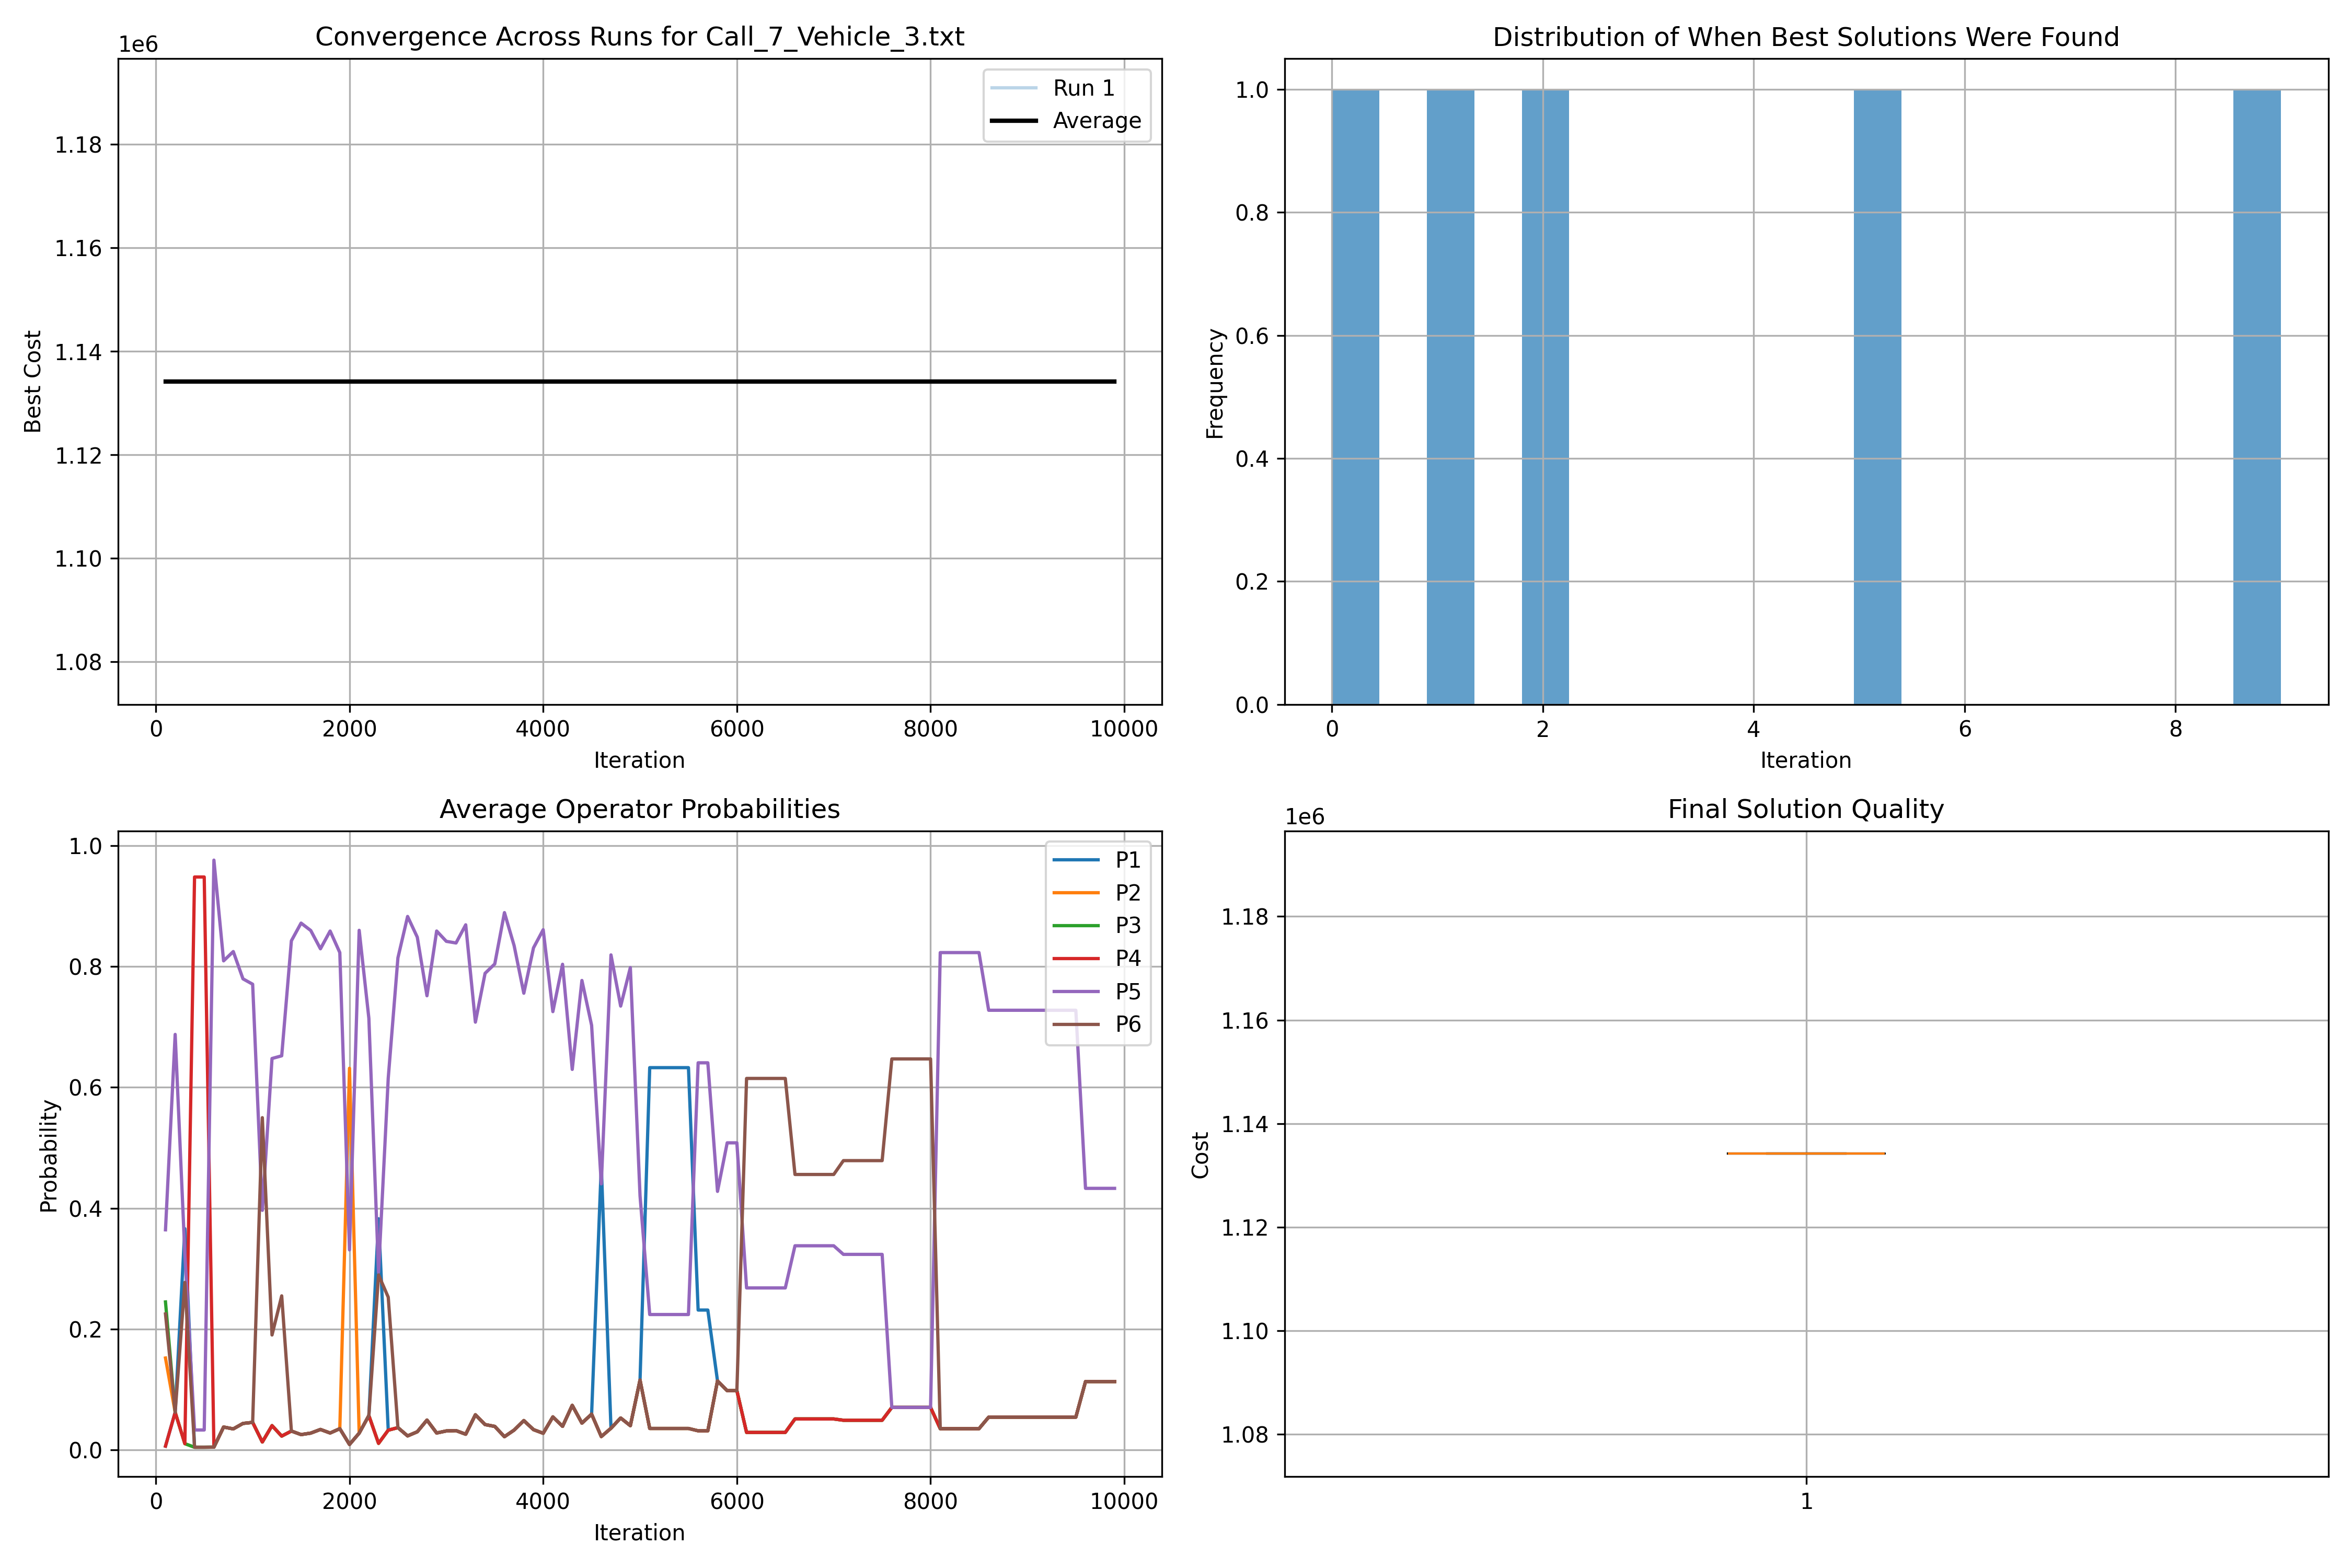 Convergence Across Runs for Call_7_Vehicle_3.txt
1e6
1.18
1.16
1.14
1.12
1.10
1.08
Best Cost
0
2000
4000
6000
8000
10000
Iteration
Run 1
Average
Distribution of When Best Solutions Were Found
1.0
0.8
0.6
0.4
0.2
0.0
Frequency
0
2
4
6
8
Iteration
Average Operator Probabilities
1.0
0.8
0.6
0.4
0.2
0.0
Probability
0
2000
4000
6000
8000
10000
Iteration
P1
P2
P3
P4
P5
P6
Final Solution Quality
1e6
1.18
1.16
1.14
1.12
1.10
1.08
Cost
1